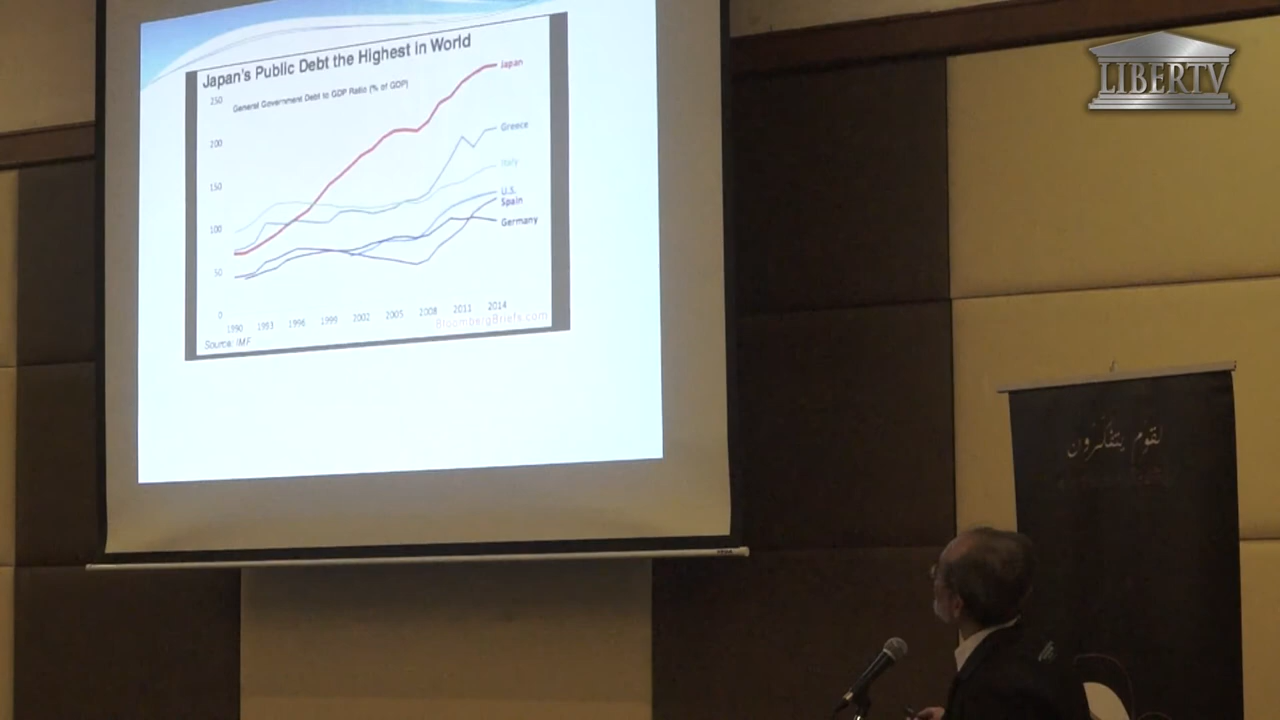 Japan's Public Debt the Highest in World
General Government Debt to GDP Ratio (% of GDP)
250
200
150
100
50
0
Japan
Greece
Italy
U.S.
Spain
Germany
1990 1993 1996 1999 2002 2005 2008 2011 2014
BloombergBriefs.com
Source: IMF
LIBERTV
لقوم يتفكرون